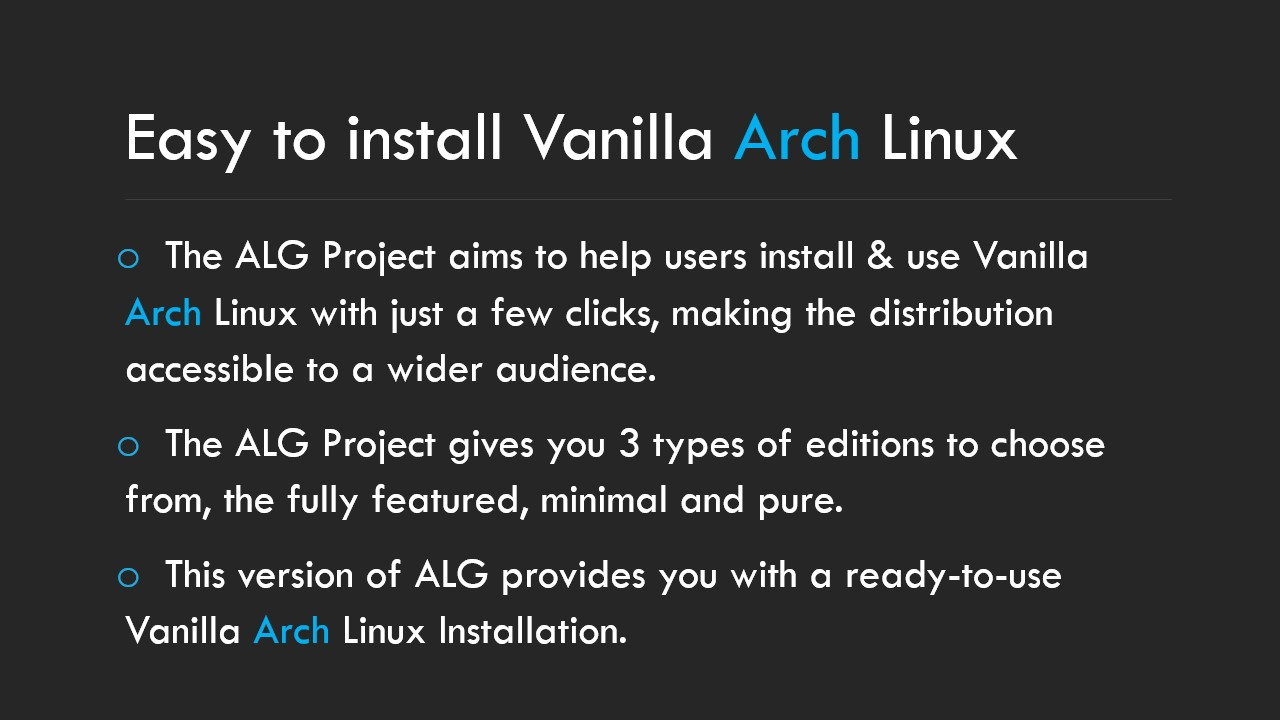 Easy to install Vanilla Arch Linux
The ALG Project aims to help users install & use Vanilla
Arch Linux with just a few clicks, making the distribution
accessible to a wider audience.
The ALG Project gives you 3 types of editions to choose
from, the fully featured, minimal and pure.
This version of ALG provides you with a ready-to-use
Vanilla Arch Linux Installation.